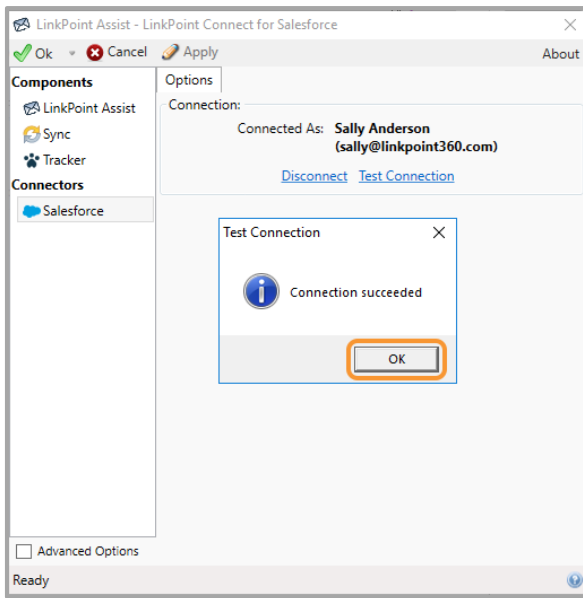 LinkPoint Assist - LinkPoint Connect for Salesforce
Ok Cancel Apply About
Components
LinkPoint Assist
Sync
Tracker
Connectors
Salesforce
Options
Connection:
Connected As: Sally Anderson
(sally@linkpoint360.com)
Disconnect Test Connection
Test Connection
Connection succeeded
OK
Advanced Options
Ready